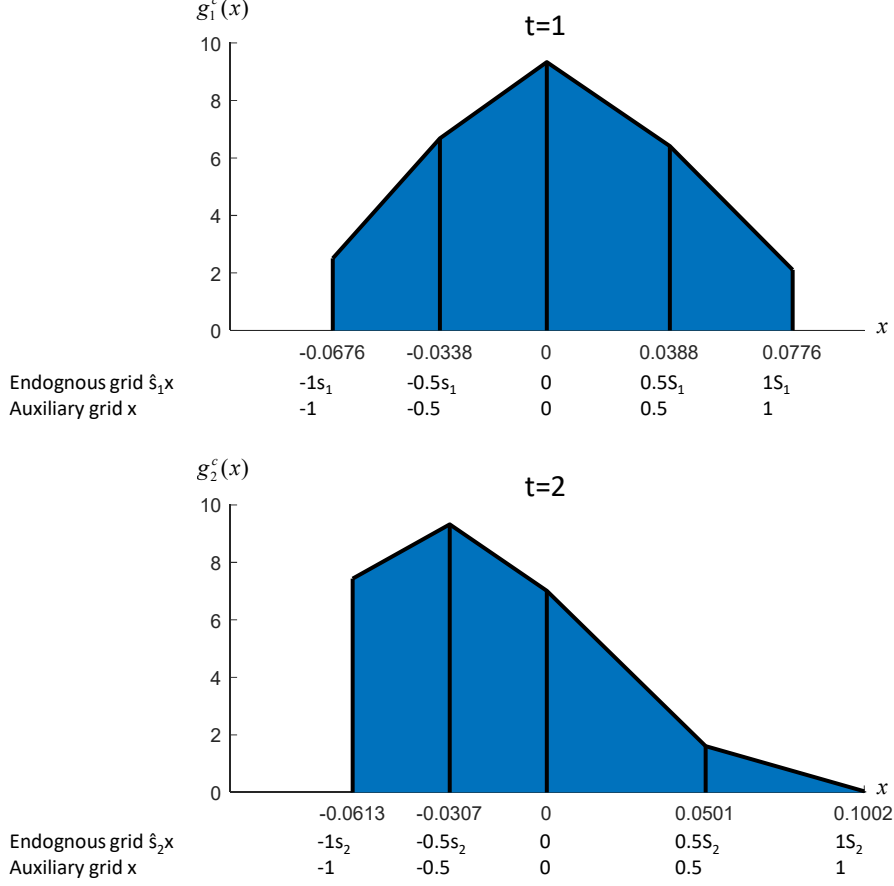 g₁ᶜ(x)
t=1
10
8
6
4
2
0
x
-0.0676 -0.0338 0 0.0388 0.0776
Endognous grid ŝ₁x -1s₁ -0.5s₁ 0 0.5S₁ 1S₁
Auxiliary grid x -1 -0.5 0 0.5 1
g₂ᶜ(x)
t=2
10
8
6
4
2
0
x
-0.0613 -0.0307 0 0.0501 0.1002
Endognous grid ŝ₂x -1s₂ -0.5s₂ 0 0.5S₂ 1S₂
Auxiliary grid x -1 -0.5 0 0.5 1